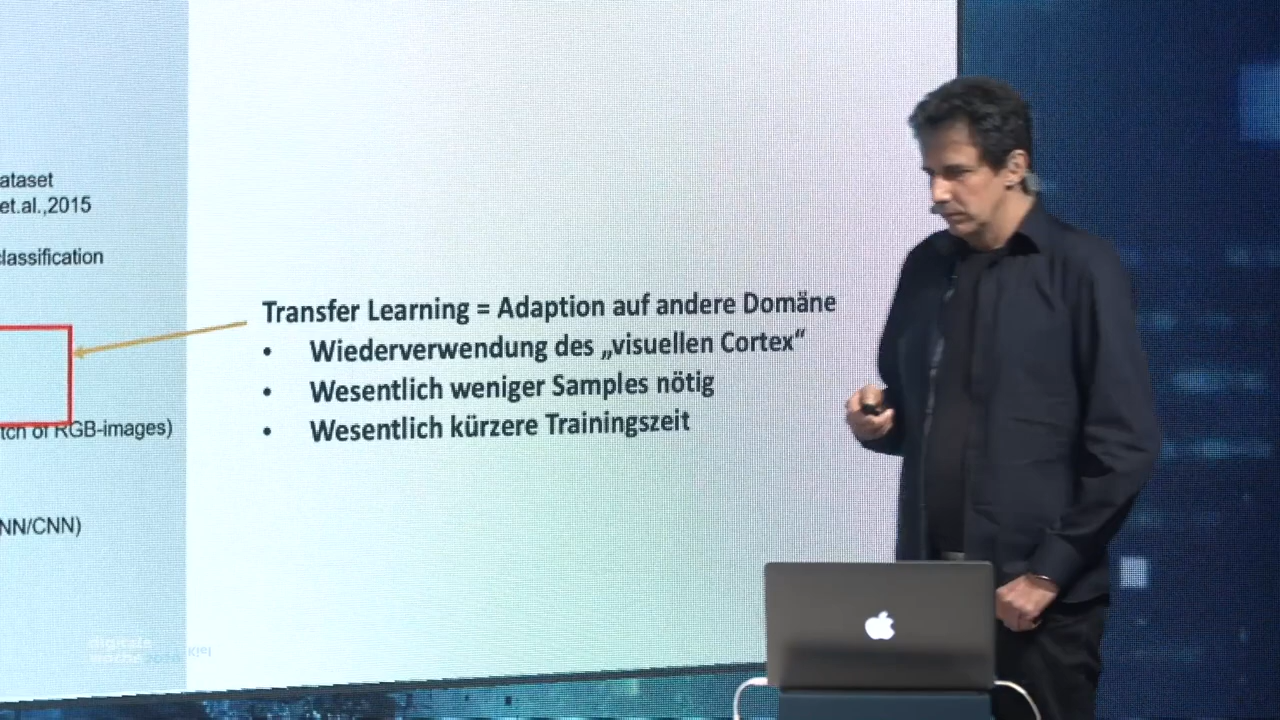 ataset
et.al.,2015
lassification
Transfer Learning = Adaption auf andere Domäne
• Wiederverwendung des „visuellen Cortex“
• Wesentlich weniger Samples nötig
• Wesentlich kürzere Trainingszeit
tch of RGB-images)
NN/CNN)